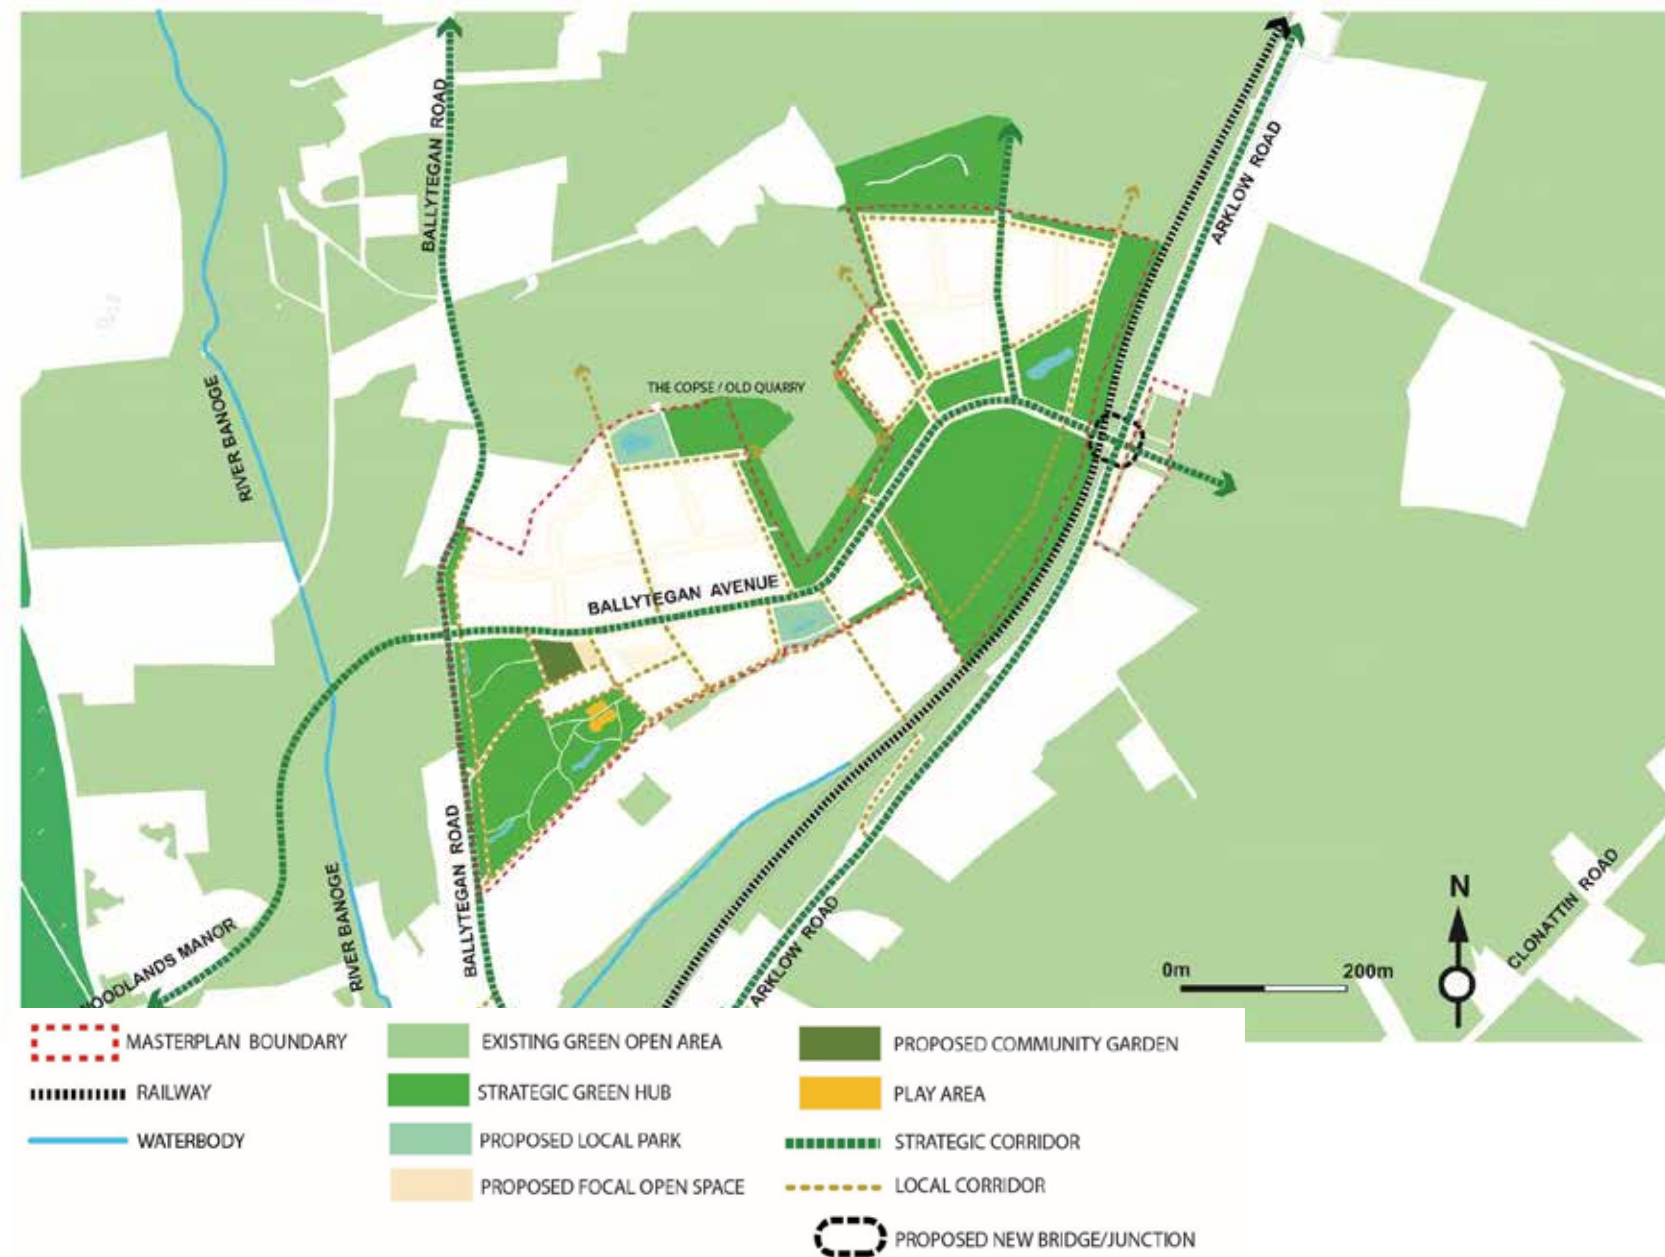 BALLYTEGAN ROAD
ARKLOW ROAD
THE COPSE / OLD QUARRY
RIVER BANOGE
BALLYTEGAN AVENUE
BALLYTEGAN ROAD
RIVER BANOGE
WOODLANDS MANOR
ARKLOW ROAD
CLONATTIN ROAD
N
0m 200m
MASTERPLAN BOUNDARY
RAILWAY
WATERBODY
EXISTING GREEN OPEN AREA
STRATEGIC GREEN HUB
PROPOSED LOCAL PARK
PROPOSED FOCAL OPEN SPACE
PROPOSED COMMUNITY GARDEN
PLAY AREA
STRATEGIC CORRIDOR
LOCAL CORRIDOR
PROPOSED NEW BRIDGE/JUNCTION